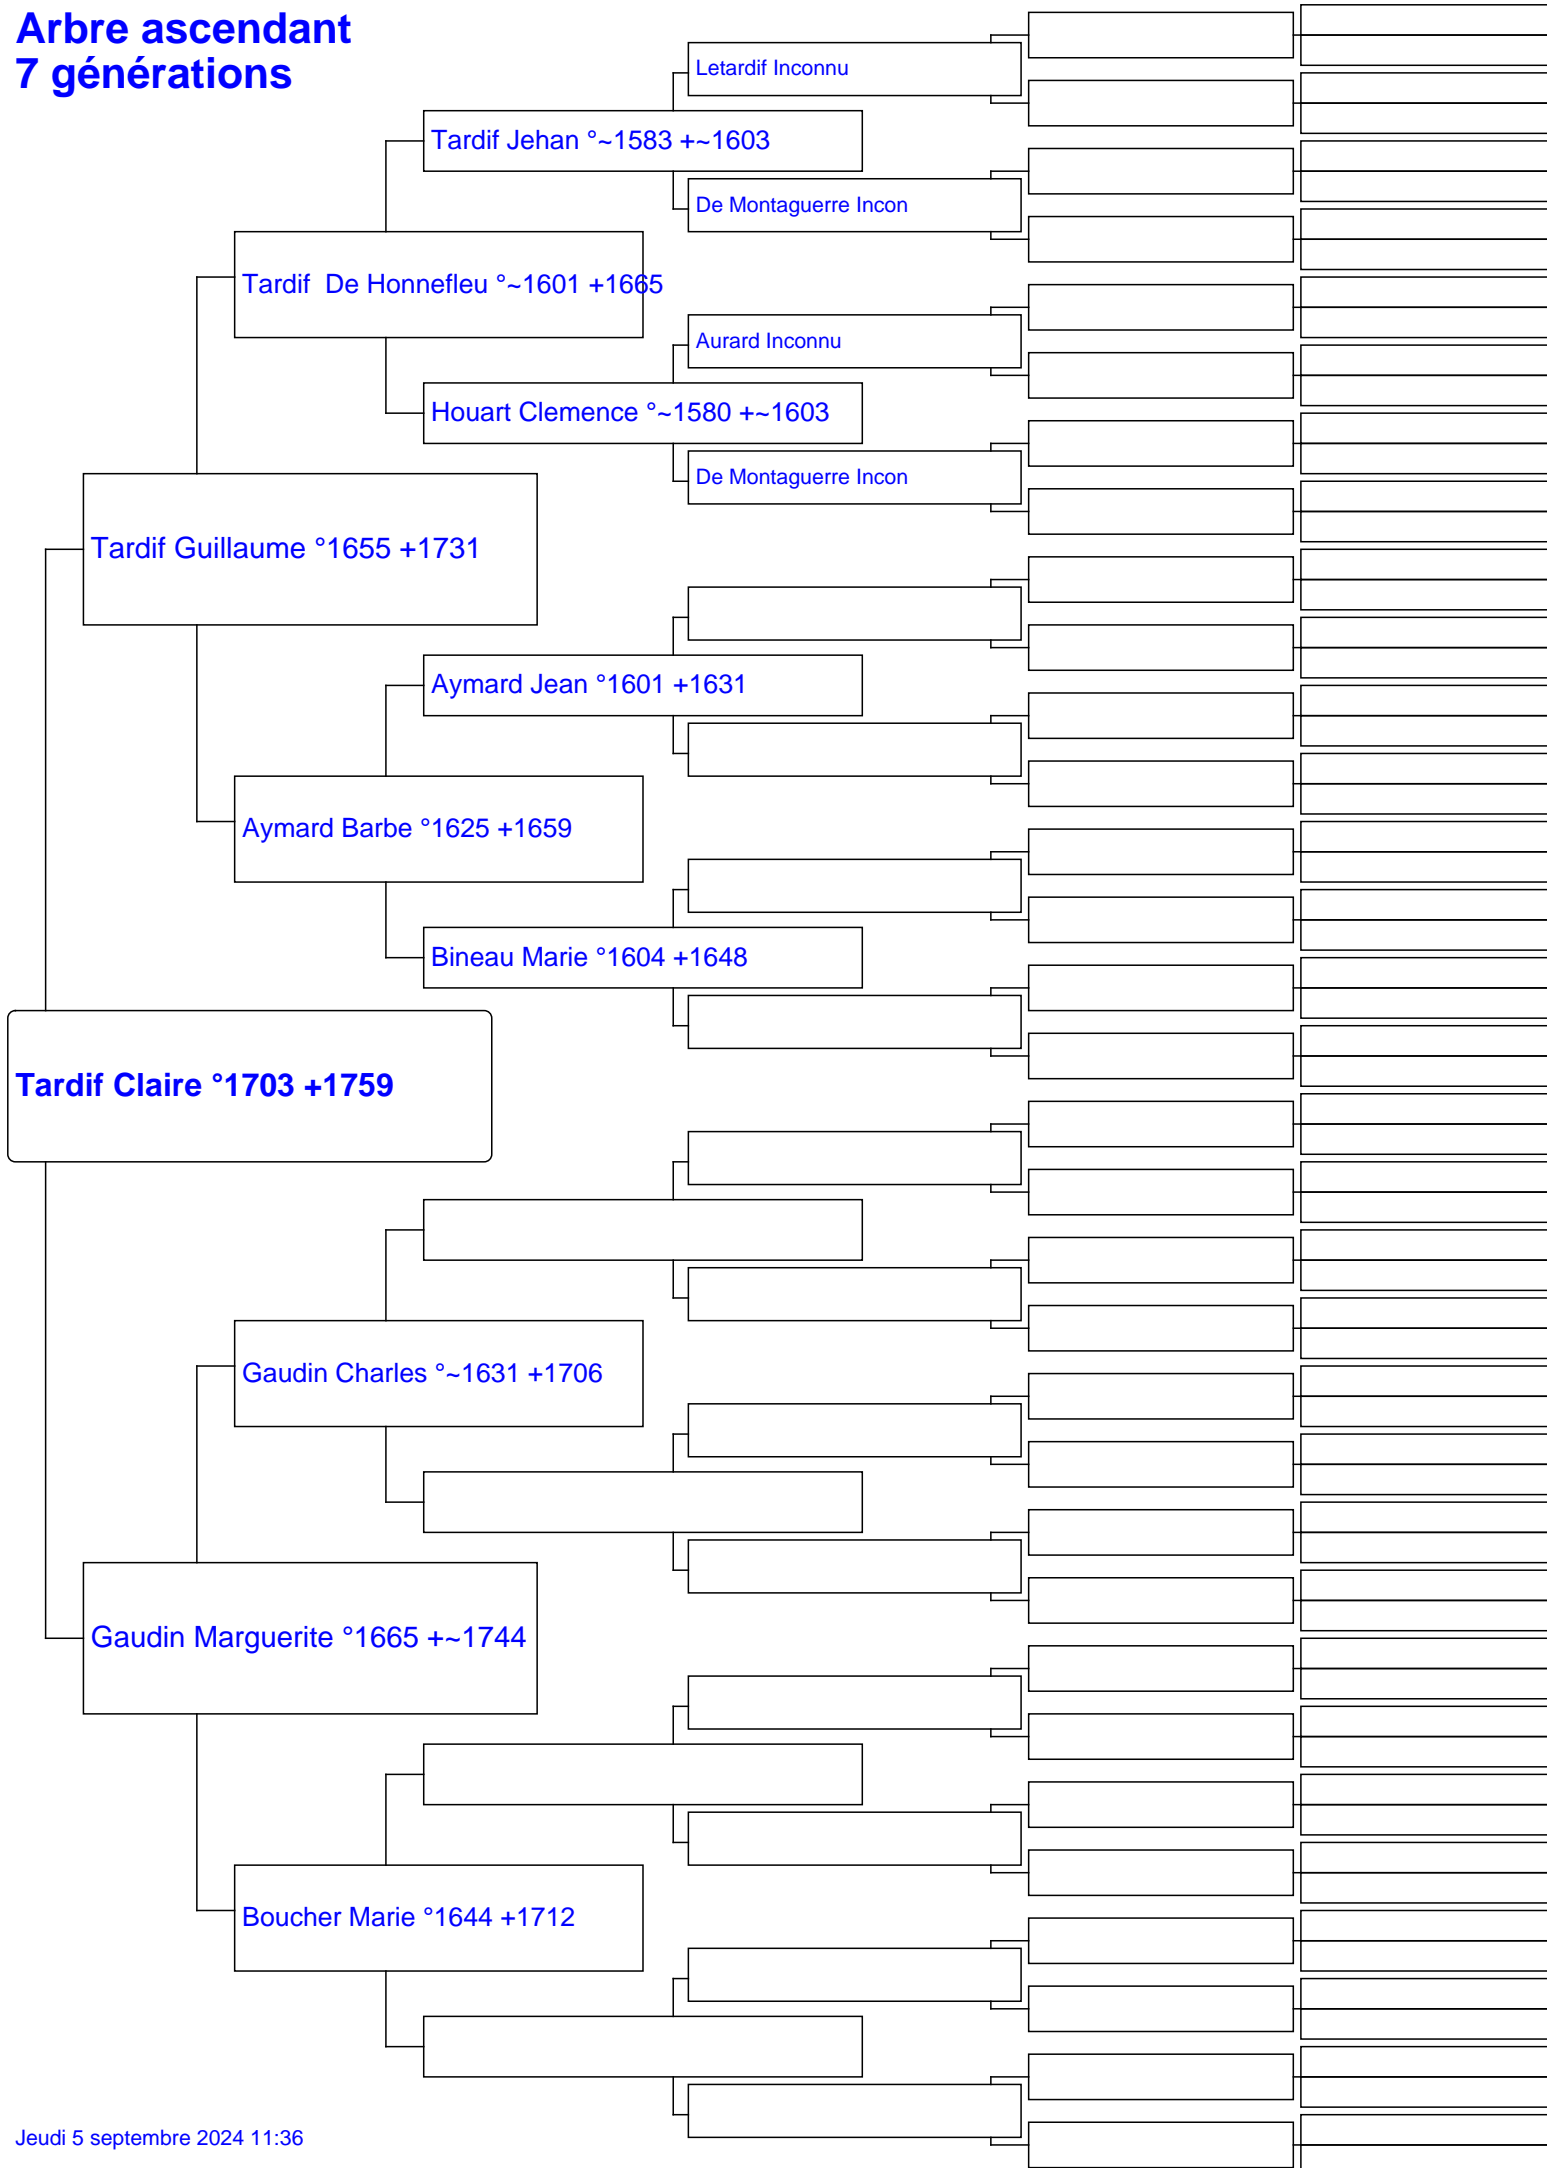 Arbre ascendant
7 générations
Letardif Inconnu
Tardif Jehan °~1583 +~1603
De Montaguerre Incon
Tardif  De Honnefleu °~1601 +1665
Aurard Inconnu
Houart Clemence °~1580 +~1603
De Montaguerre Incon
Tardif Guillaume °1655 +1731
Aymard Jean °1601 +1631
Aymard Barbe °1625 +1659
Bineau Marie °1604 +1648
Tardif Claire °1703 +1759
Gaudin Charles °~1631 +1706
Gaudin Marguerite °1665 +~1744
Boucher Marie °1644 +1712
Jeudi 5 septembre 2024 11:36